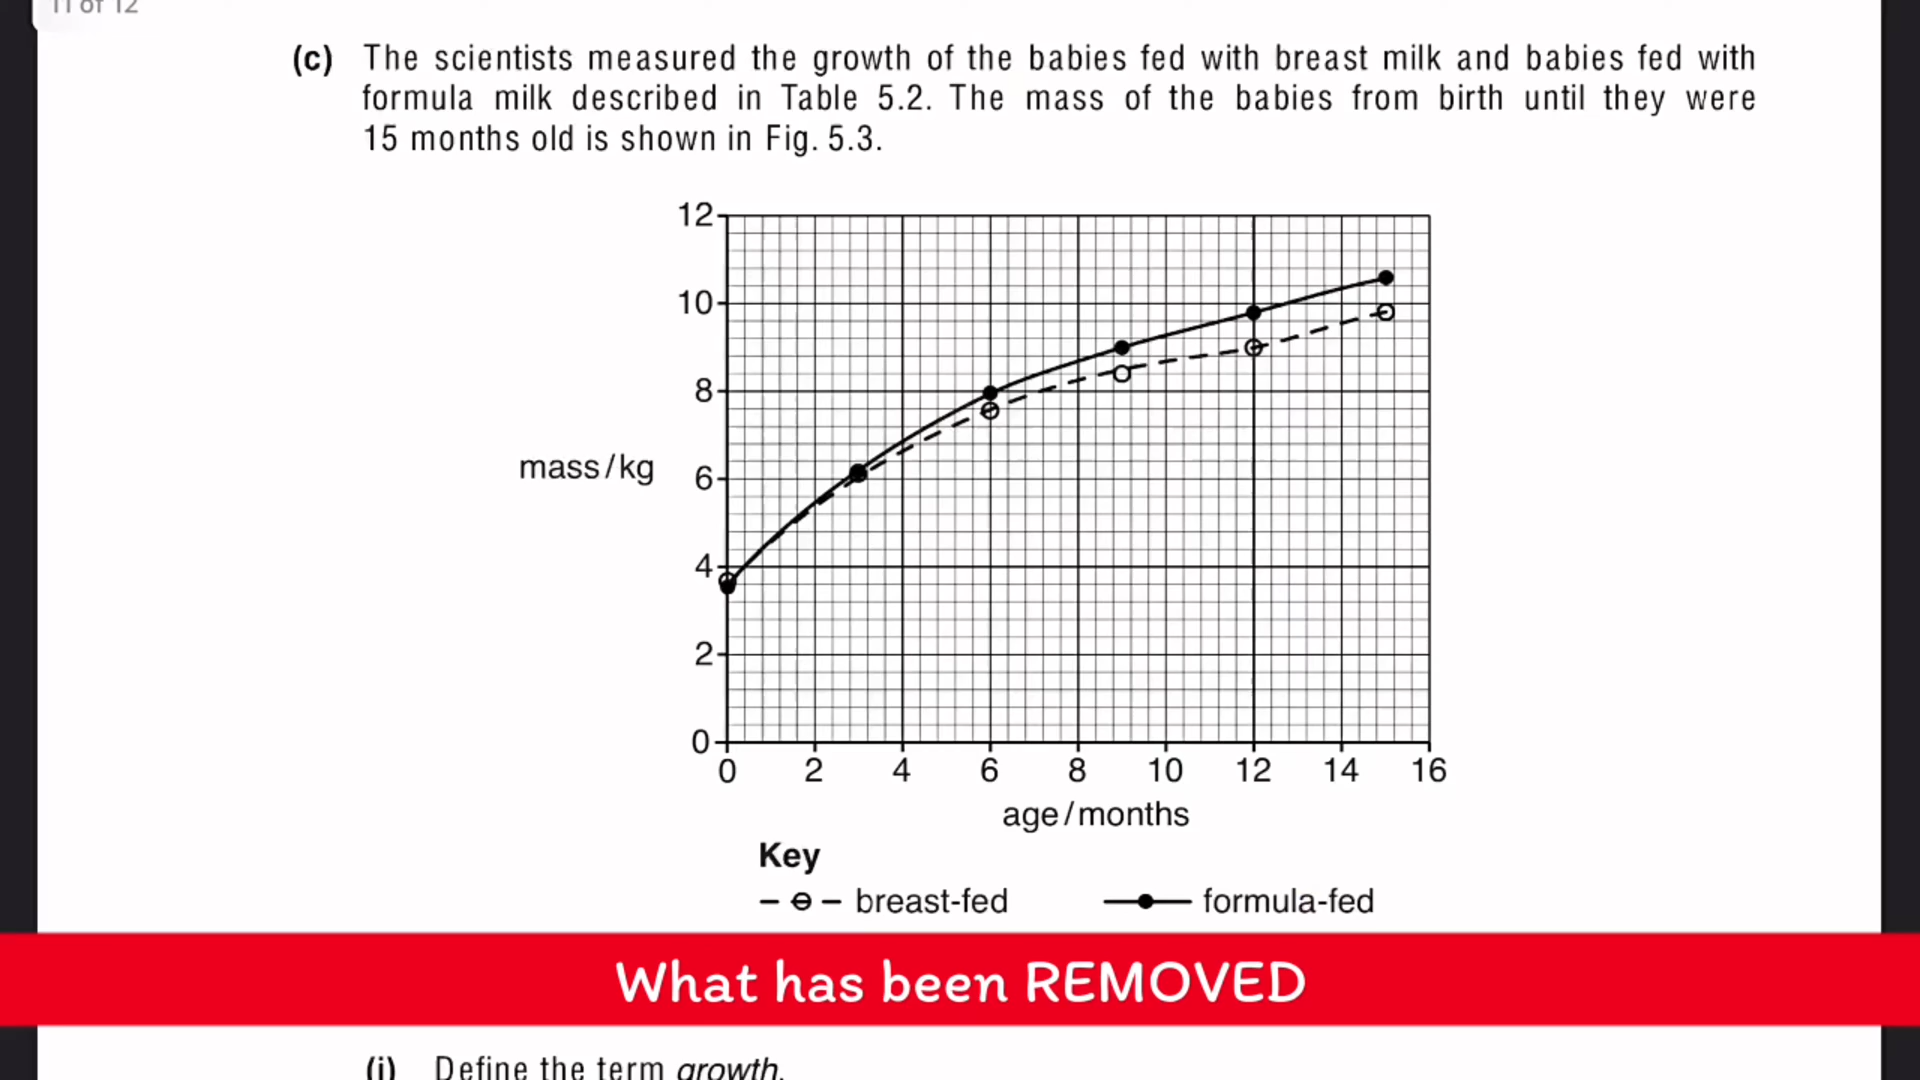 11 of 12
(c) The scientists measured the growth of the babies fed with breast milk and babies fed with
formula milk described in Table 5.2. The mass of the babies from birth until they were
15 months old is shown in Fig. 5.3.
12
10
8
mass/kg
6
4
2
0
0 2 4 6 8 10 12 14 16
age/months
Key
breast-fed formula-fed
What has been REMOVED
(i) Define the term growth.